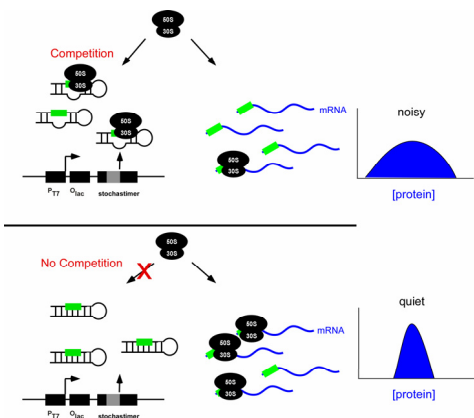 50S
30S
Competition
50S
30S
mRNA
noisy
50S
30S
50S
30S
P T7 O lac stochastimer
[protein]
50S
30S
No Competition
X
quiet
50S
30S
mRNA
50S
30S
50S
30S
P T7 O lac stochastimer
[protein]